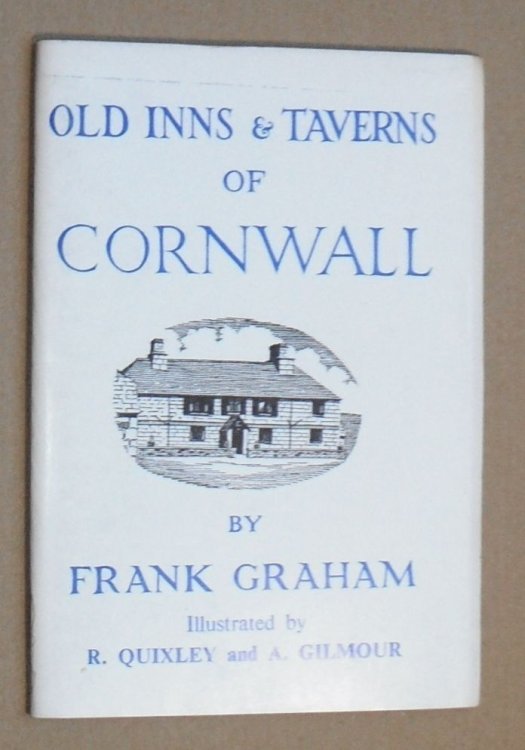 OLD INNS & TAVERNS
OF
CORNWALL
BY
FRANK GRAHAM
Illustrated by
R. QUIXLEY and A. GILMOUR